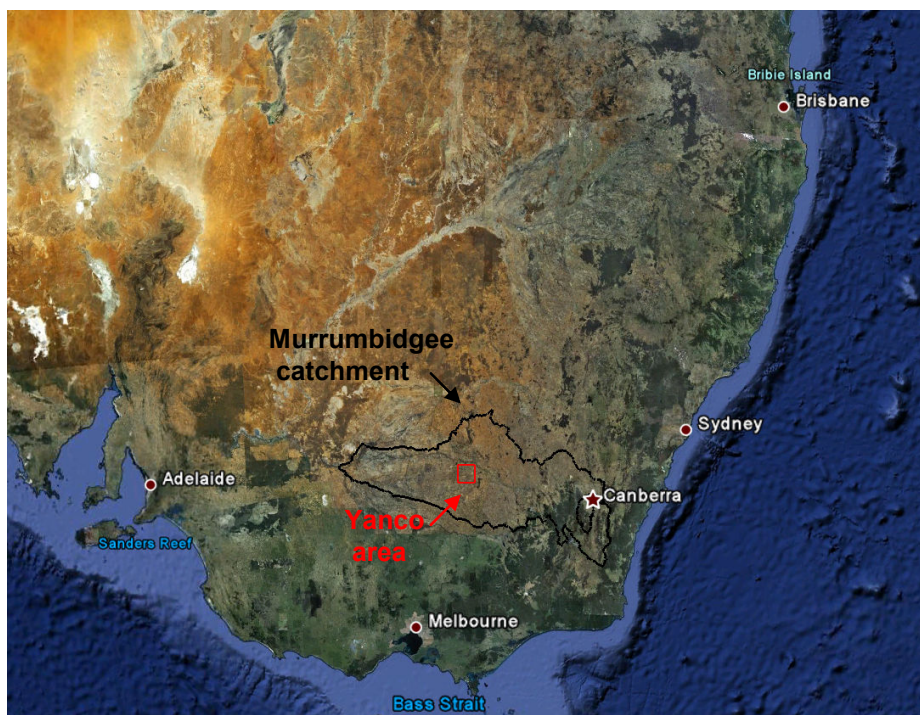 Bribie Island
Brisbane
Murrumbidgee
catchment
Sydney
Adelaide
Canberra
Yanco
area
Sanders Reef
Melbourne
Bass Strait